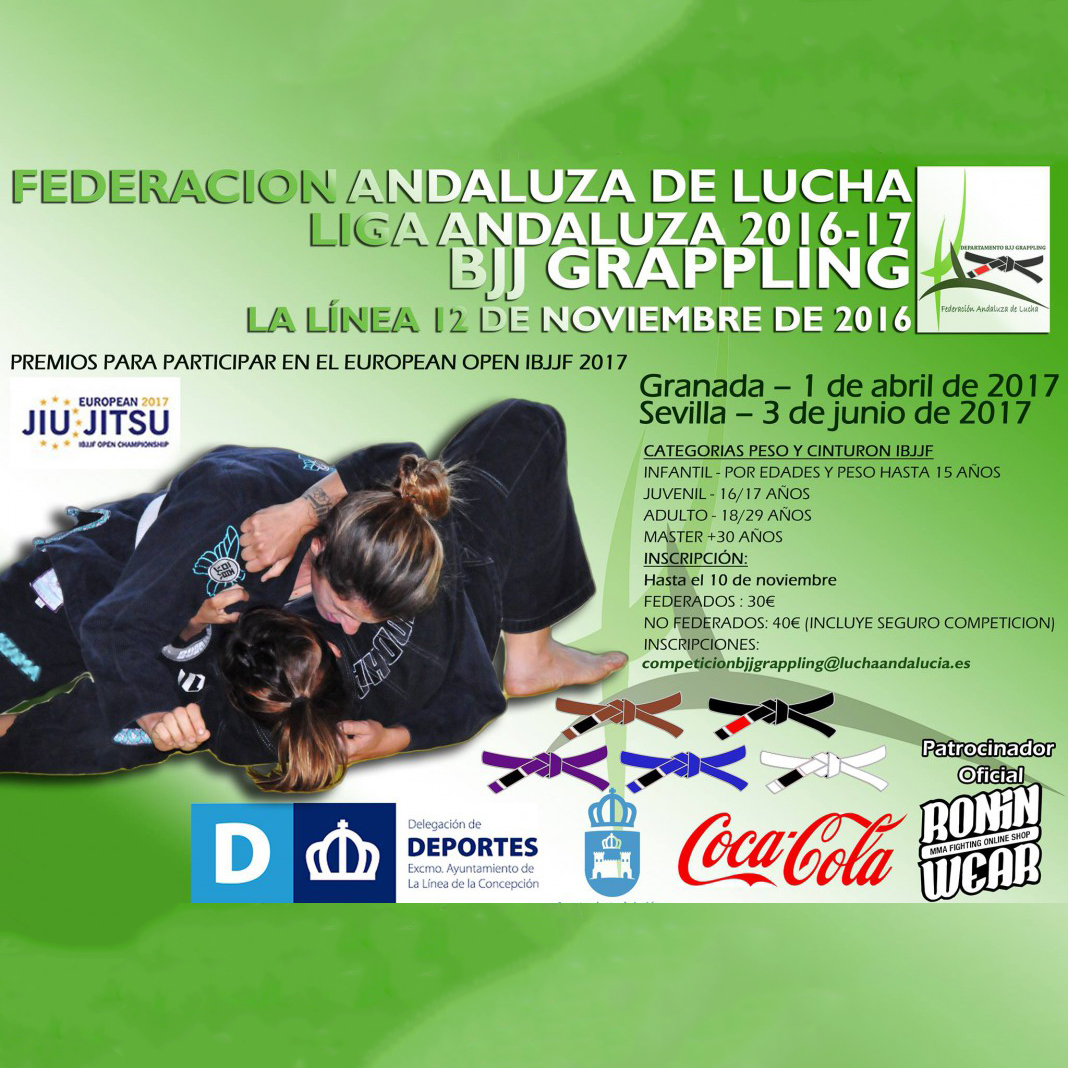 FEDERACION ANDALUZA DE LUCHA
LIGA ANDALUZA 2016-17
BJJ GRAPPLING
LA LÍNEA 12 DE NOVIEMBRE DE 2016
DEPARTAMENTO BJJ GRAPPLING
Federación Andaluza de Lucha
PREMIOS PARA PARTICIPAR EN EL EUROPEAN OPEN IBJJF 2017
EUROPEAN 2017
JIU JITSU
IBJJF OPEN CHAMPIONSHIP
Granada – 1 de abril de 2017
Sevilla – 3 de junio de 2017
CATEGORIAS PESO Y CINTURON IBJJF
INFANTIL - POR EDADES Y PESO HASTA 15 AÑOS
JUVENIL - 16/17 AÑOS
ADULTO - 18/29 AÑOS
MASTER +30 AÑOS
INSCRIPCIÓN:
Hasta el 10 de noviembre
FEDERADOS : 30€
NO FEDERADOS: 40€ (INCLUYE SEGURO COMPETICION)
INSCRIPCIONES:
competicionbjjgrappling@luchaandalucia.es
Patrocinador
Oficial
RONIN
MMA FIGHTING ONLINE SHOP
WEAR
D
Delegación de
DEPORTES
Excmo. Ayuntamiento de
La Línea de la Concepción
Coca-Cola